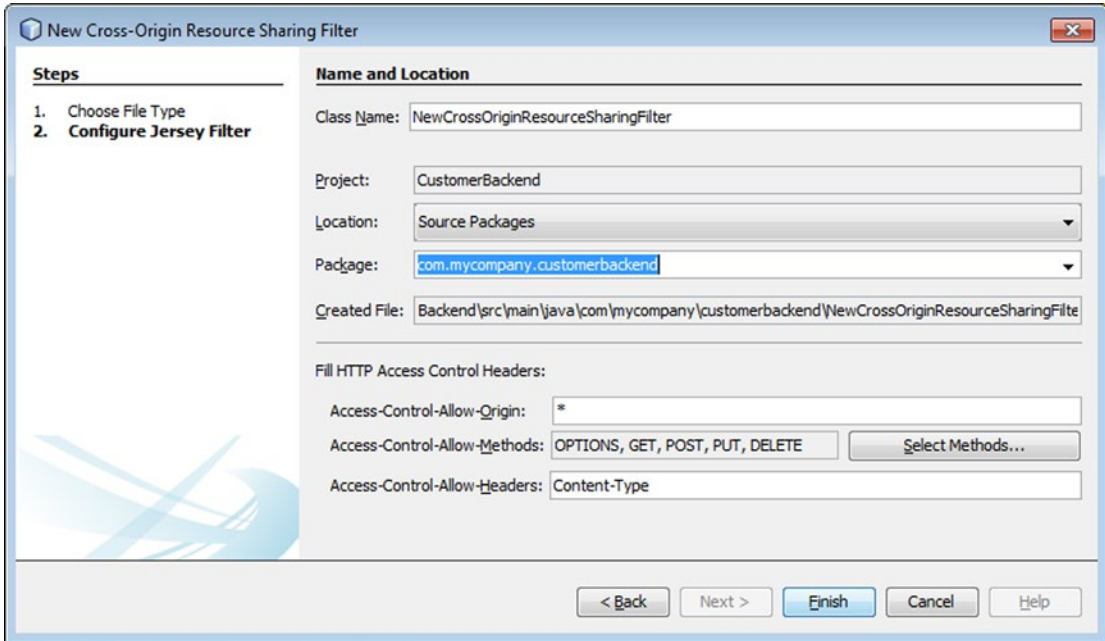 New Cross-Origin Resource Sharing Filter
Steps
1. Choose File Type
2. Configure Jersey Filter
Name and Location
Class Name: NewCrossOriginResourceSharingFilter
Project: CustomerBackend
Location: Source Packages
Package: com.mycompany.customerbackend
Created File: Backend\src\main\java\com\mycompany\customerbackend\NewCrossOriginResourceSharingFilte
Fill HTTP Access Control Headers:
Access-Control-Allow-Origin: *
Access-Control-Allow-Methods: OPTIONS, GET, POST, PUT, DELETE Select Methods...
Access-Control-Allow-Headers: Content-Type
< Back Next > Finish Cancel Help